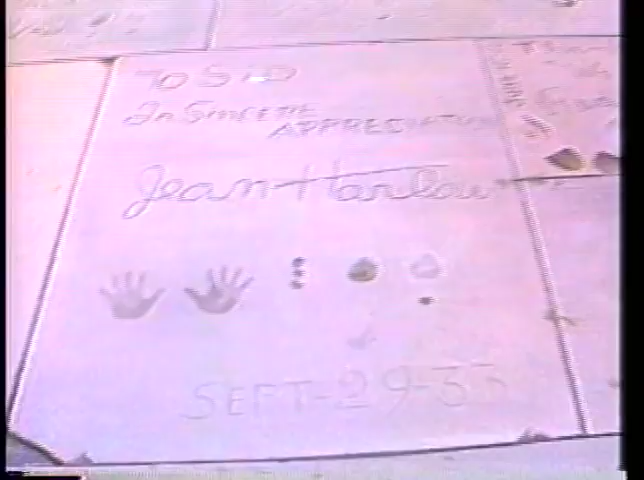 TO SID
In SINCERE
APPRECIATION
Jean Harlow
SEPT-29-33